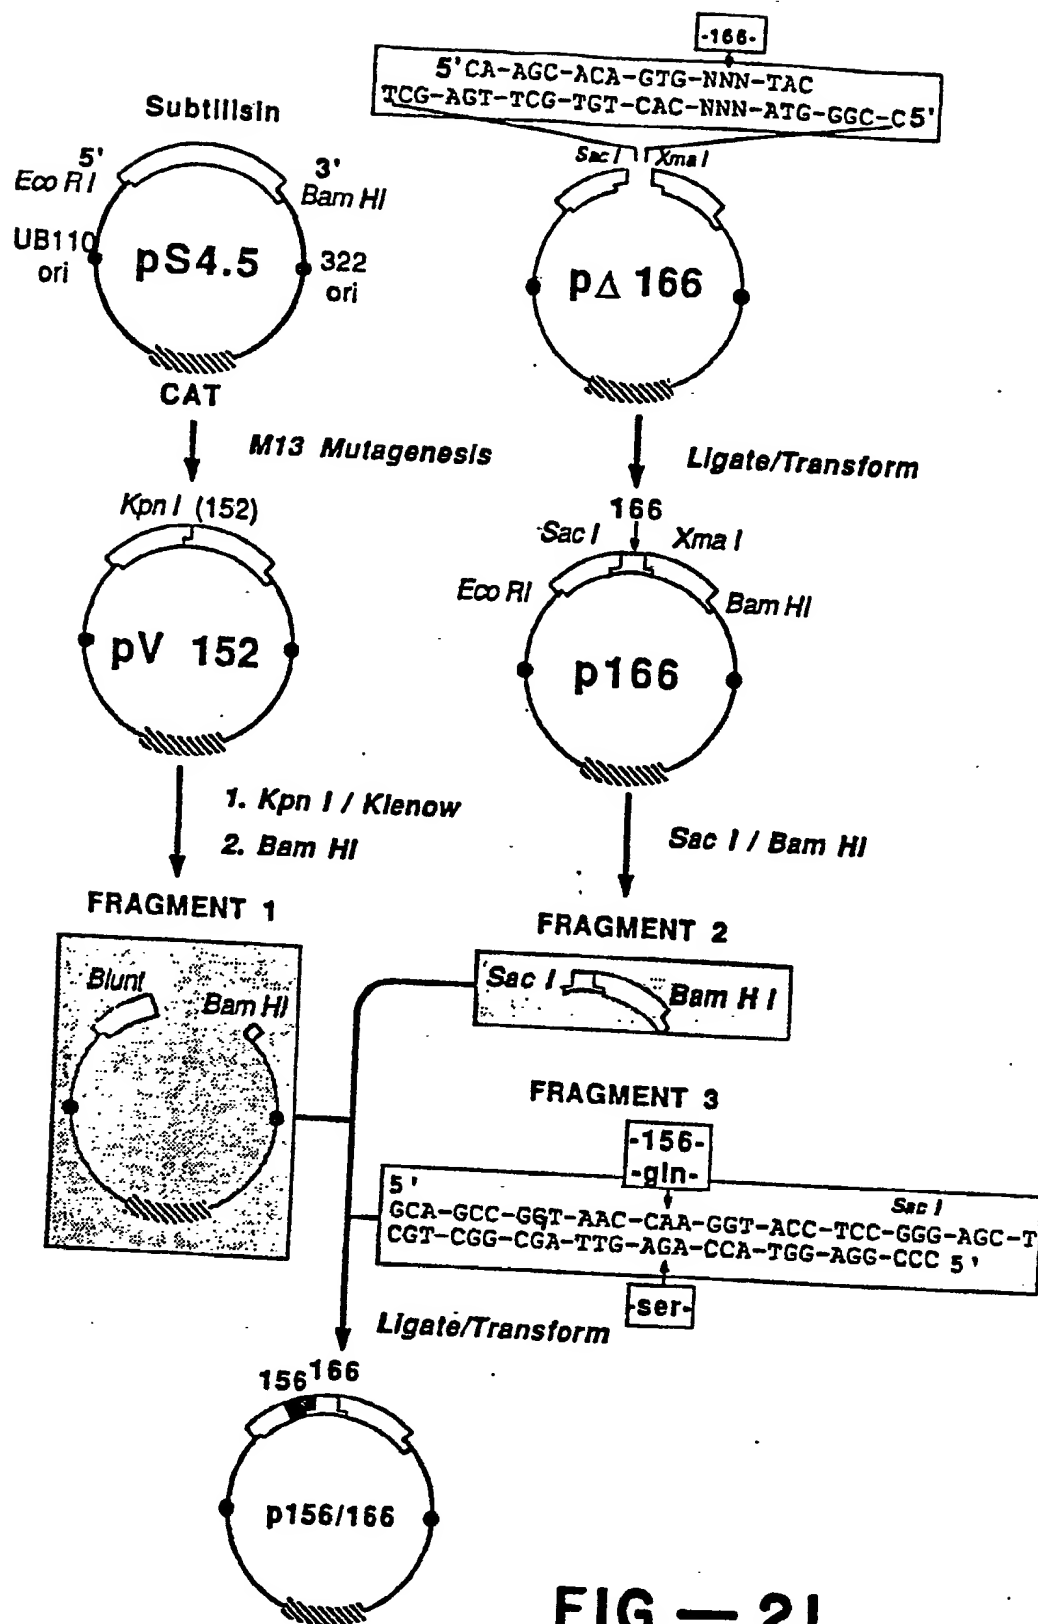 -166-
5'CA-AGC-ACA-GTG-NNN-TAC
TCG-AGT-TCG-TGT-CAC-NNN-ATG-GGC-C5'
Subtilisin
5'
3'
Eco RI
Bam HI
UB110
ori
pS4.5
322
ori
CAT
Sac I
Xma I
p△ 166
M13 Mutagenesis
Ligate/Transform
Kpn I (152)
pV 152
166
Sac I
Xma I
Eco RI
Bam HI
p166
1. Kpn I / Klenow
2. Bam HI
Sac I / Bam HI
FRAGMENT 1
Blunt
Bam HI
FRAGMENT 2
Sac I
Bam H I
FRAGMENT 3
-156-
-gln-
5'
Sac I
GCA-GCC-GGT-AAC-CAA-GGT-ACC-TCC-GGG-AGC-T
CGT-CGG-CGA-TTG-AGA-CCA-TGG-AGG-CCC 5'
-ser-
Ligate/Transform
156
166
p156/166
FIG — 21